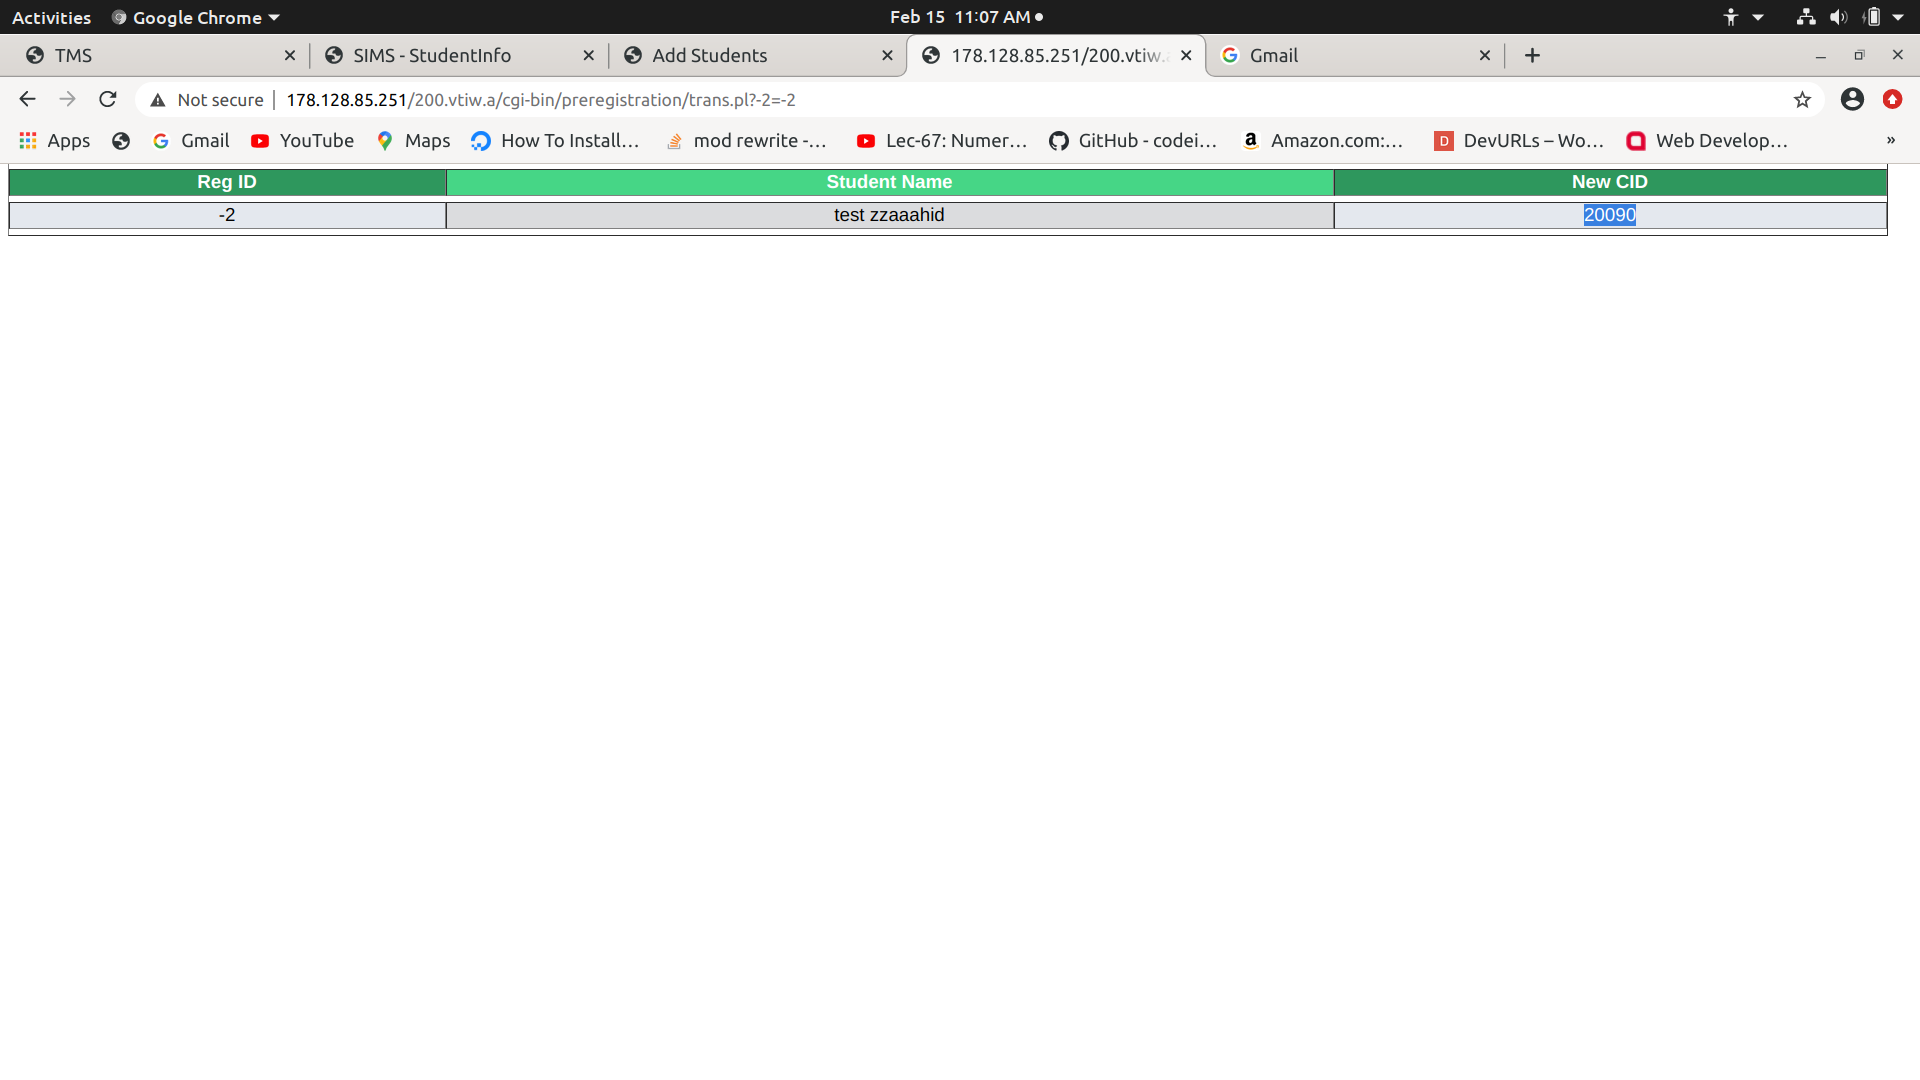 Activities Google Chrome Feb 15 11:07 AM
TMS SIMS - StudentInfo Add Students 178.128.85.251/200.vtiw. Gmail
Not secure 178.128.85.251/200.vtiw.a/cgi-bin/preregistration/trans.pl?-2=-2
Apps Gmail YouTube Maps How To Install... mod rewrite -... Lec-67: Numer... GitHub - codei... Amazon.com:... D DevURLs – Wo... Web Develop... »
Reg ID Student Name New CID
-2 test zzaaahid 20090